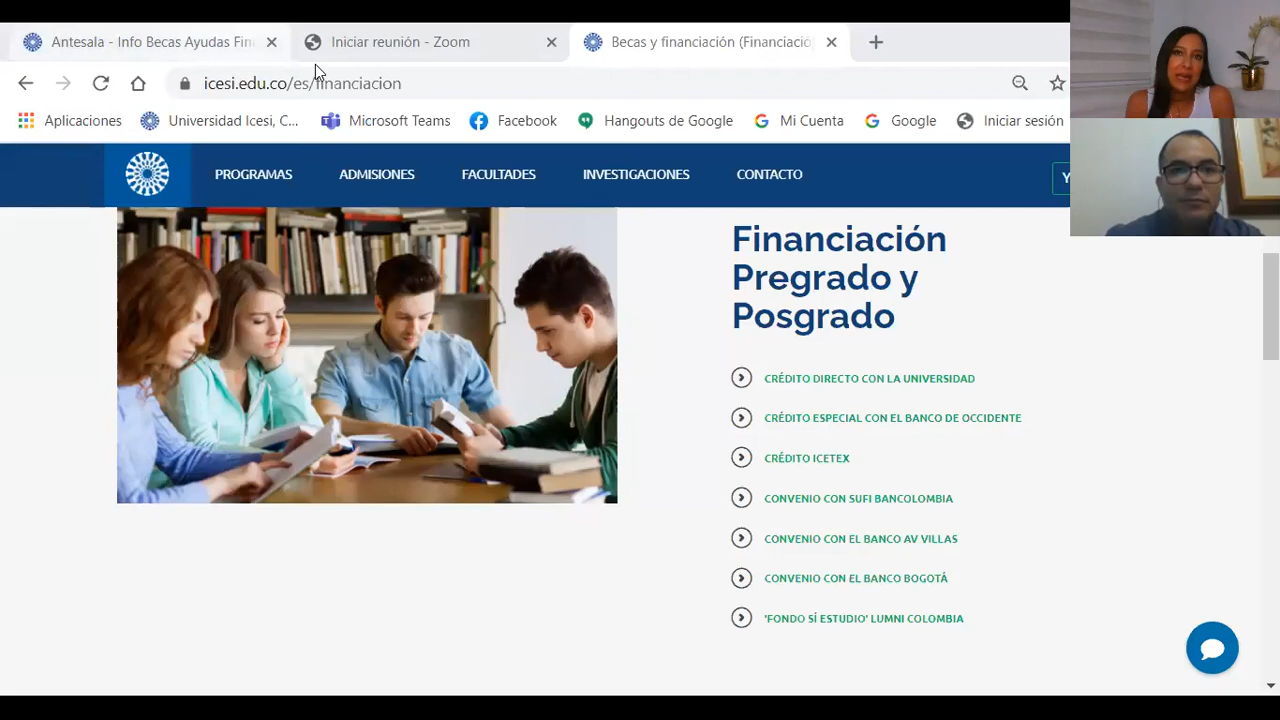 Antesala - Info Becas Ayudas Fin
Iniciar reunión - Zoom
Becas y financiación (Financiació
icesi.edu.co/es/financiacion
Aplicaciones
Universidad Icesi, C...
Microsoft Teams
Facebook
Hangouts de Google
Mi Cuenta
Google
Iniciar sesión
PROGRAMAS
ADMISIONES
FACULTADES
INVESTIGACIONES
CONTACTO
Y
Financiación
Pregrado y
Posgrado
CRÉDITO DIRECTO CON LA UNIVERSIDAD
CRÉDITO ESPECIAL CON EL BANCO DE OCCIDENTE
CRÉDITO ICETEX
CONVENIO CON SUFI BANCOLOMBIA
CONVENIO CON EL BANCO AV VILLAS
CONVENIO CON EL BANCO BOGOTÁ
'FONDO SÍ ESTUDIO' LUMNI COLOMBIA